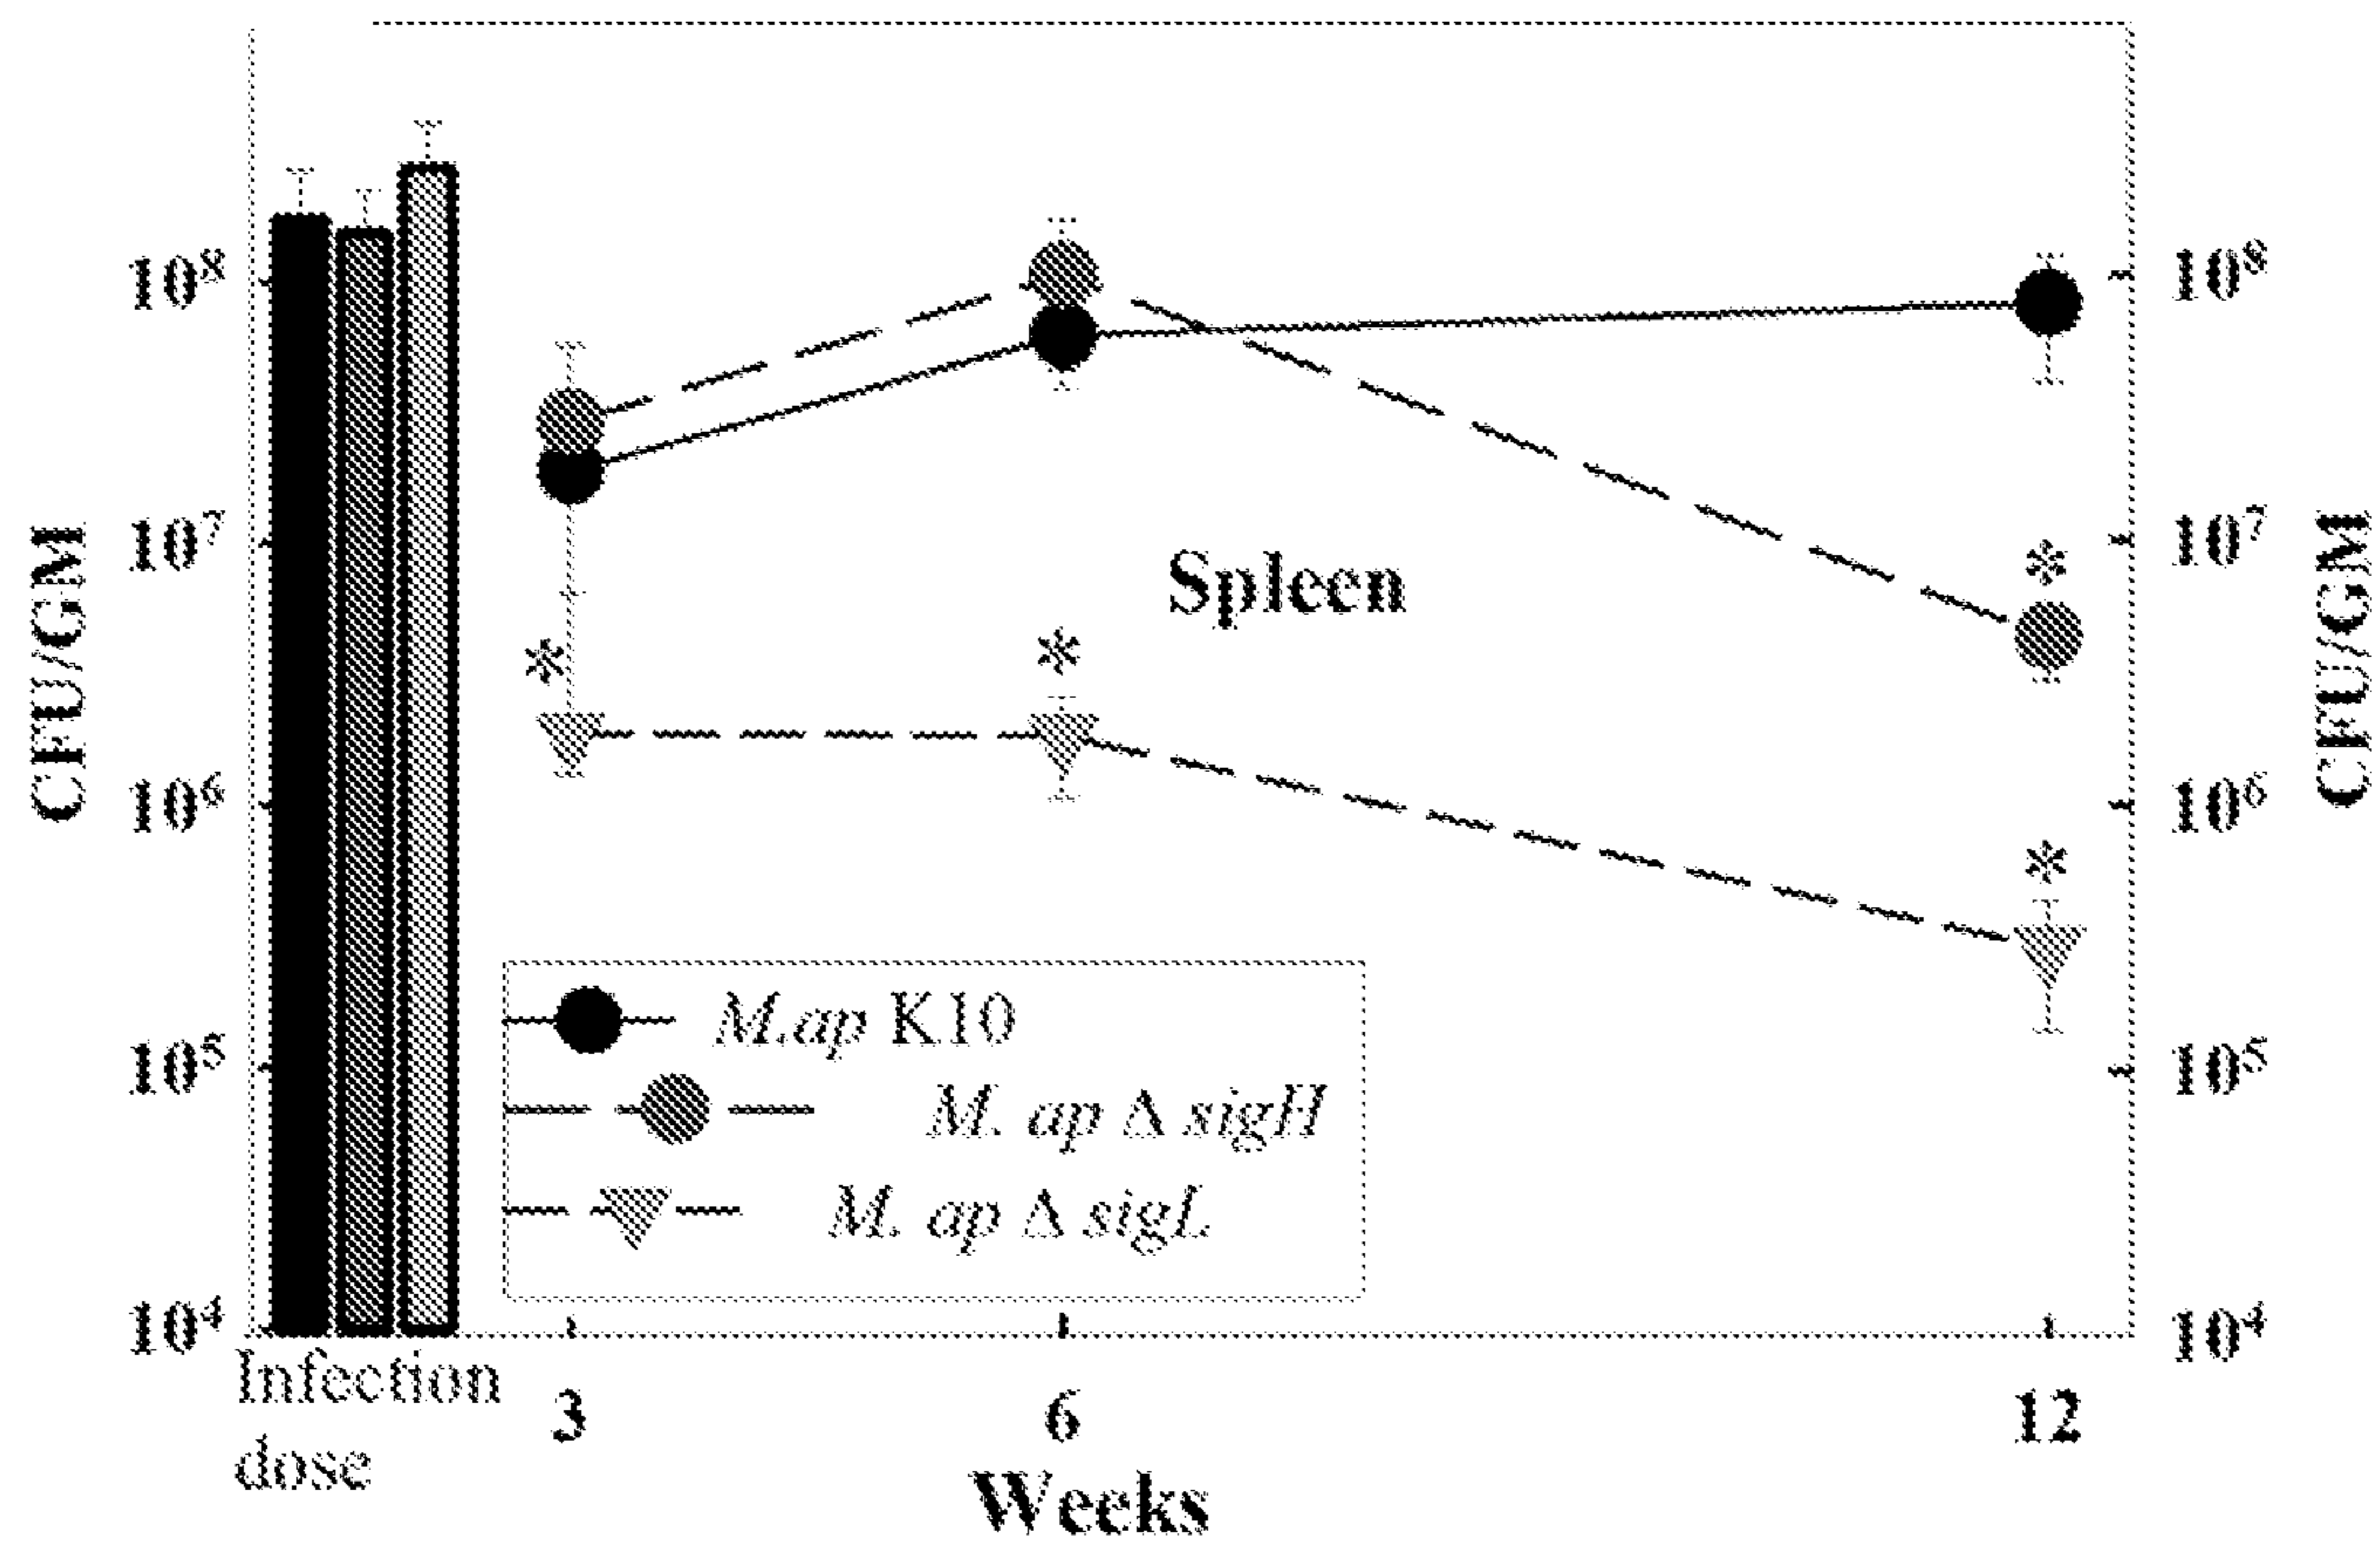 10⁸
10⁷
10⁶
10⁵
10⁴
CFU/GM
Spleen
*
*
*
*
M.ap K10
M. ap Δ sigH
M. ap Δ sigL
10⁸
10⁷
10⁶
10⁵
10⁴
CFU/GM
Infection
dose
3
6
12
Weeks